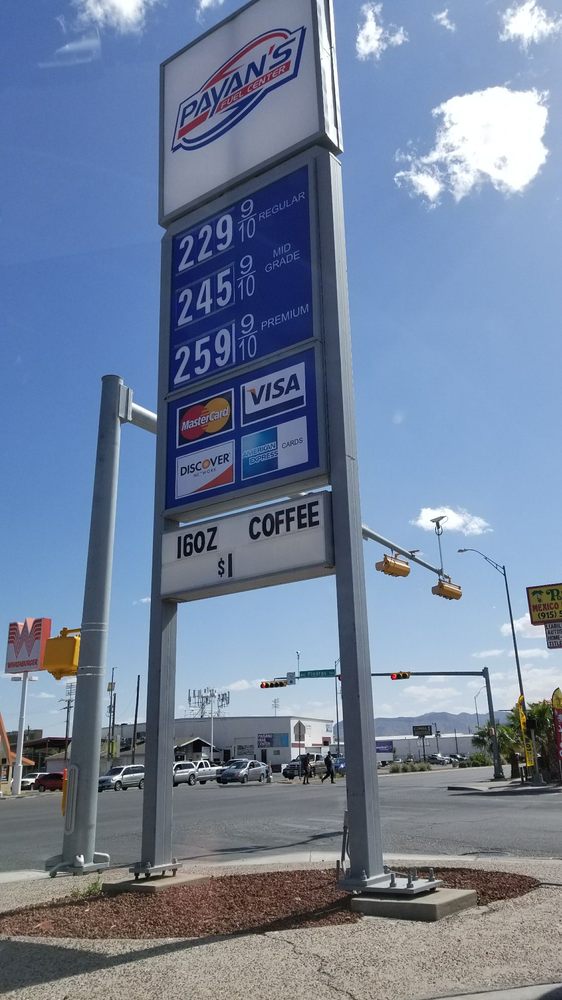 PAYAN'S
FUEL CENTER
229 9/10 REGULAR
245 9/10 MID GRADE
259 9/10 PREMIUM
MasterCard
VISA
DISCOVER
NETWORK
AMERICAN EXPRESS CARDS
16OZ COFFEE
$1
WHATABURGER
MEXICO
(915)